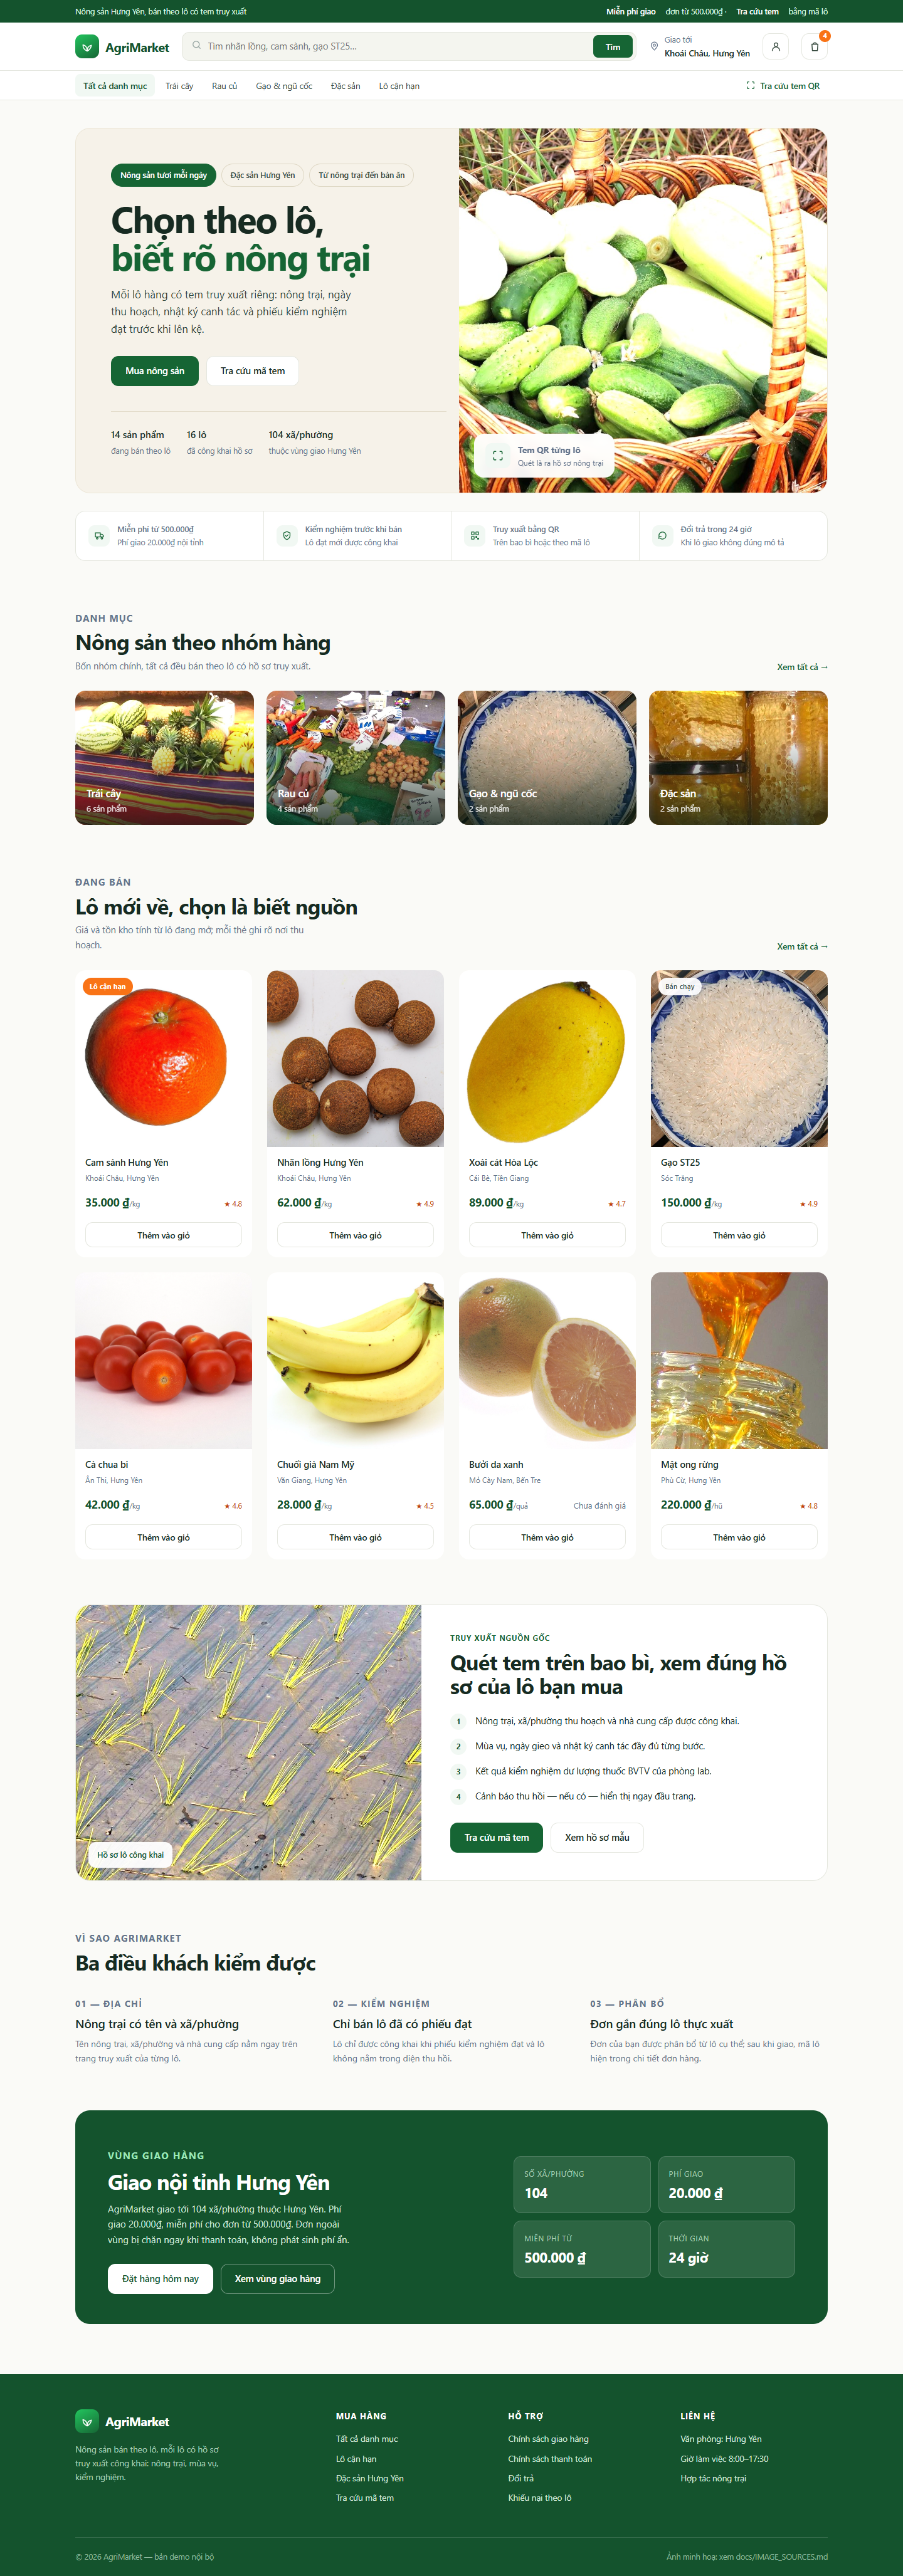 Nông sản Hưng Yên, bán theo lô có tem truy xuất
Miễn phí giao đơn từ 500.000₫ · Tra cứu tem bằng mã lô
AgriMarket
Tìm nhãn lồng, cam sành, gạo ST25...
Tìm
Giao tới
Khoái Châu, Hưng Yên
4
Tất cả danh mục
Trái cây
Rau củ
Gạo & ngũ cốc
Đặc sản
Lô cận hạn
Tra cứu tem QR
Nông sản tươi mỗi ngày
Đặc sản Hưng Yên
Từ nông trại đến bàn ăn
Chọn theo lô,
biết rõ nông trại
Mỗi lô hàng có tem truy xuất riêng: nông trại, ngày
thu hoạch, nhật ký canh tác và phiếu kiểm nghiệm
đạt trước khi lên kệ.
Mua nông sản
Tra cứu mã tem
14 sản phẩm
đang bán theo lô
16 lô
đã công khai hồ sơ
104 xã/phường
thuộc vùng giao Hưng Yên
Tem QR từng lô
Quét là ra hồ sơ nông trại
Miễn phí từ 500.000₫
Phí giao 20.000₫ nội tỉnh
Kiểm nghiệm trước khi bán
Lô đạt mới được công khai
Truy xuất bằng QR
Trên bao bì hoặc theo mã lô
Đổi trả trong 24 giờ
Khi lô giao không đúng mô tả
DANH MỤC
Nông sản theo nhóm hàng
Bốn nhóm chính, tất cả đều bán theo lô có hồ sơ truy xuất.
Xem tất cả →
Trái cây
6 sản phẩm
Rau củ
4 sản phẩm
Gạo & ngũ cốc
2 sản phẩm
Đặc sản
2 sản phẩm
ĐANG BÁN
Lô mới về, chọn là biết nguồn
Giá và tồn kho tính từ lô đang mở; mỗi thẻ ghi rõ nơi thu
hoạch.
Xem tất cả →
Lô cận hạn
Bán chạy
Cam sành Hưng Yên
Khoái Châu, Hưng Yên
35.000 ₫/kg
★ 4.8
Thêm vào giỏ
Nhãn lồng Hưng Yên
Khoái Châu, Hưng Yên
62.000 ₫/kg
★ 4.9
Thêm vào giỏ
Xoài cát Hòa Lộc
Cái Bè, Tiền Giang
89.000 ₫/kg
★ 4.7
Thêm vào giỏ
Gạo ST25
Sóc Trăng
150.000 ₫/kg
★ 4.9
Thêm vào giỏ
Cà chua bi
Ân Thi, Hưng Yên
42.000 ₫/kg
★ 4.6
Thêm vào giỏ
Chuối già Nam Mỹ
Văn Giang, Hưng Yên
28.000 ₫/kg
★ 4.5
Thêm vào giỏ
Bưởi da xanh
Mỏ Cày Nam, Bến Tre
65.000 ₫/quả
Chưa đánh giá
Thêm vào giỏ
Mật ong rừng
Phù Cừ, Hưng Yên
220.000 ₫/hũ
★ 4.8
Thêm vào giỏ
Hồ sơ lô công khai
TRUY XUẤT NGUỒN GỐC
Quét tem trên bao bì, xem đúng hồ
sơ của lô bạn mua
1 Nông trại, xã/phường thu hoạch và nhà cung cấp được công khai.
2 Mùa vụ, ngày gieo và nhật ký canh tác đầy đủ từng bước.
3 Kết quả kiểm nghiệm dư lượng thuốc BVTV của phòng lab.
4 Cảnh báo thu hồi — nếu có — hiển thị ngay đầu trang.
Tra cứu mã tem
Xem hồ sơ mẫu
VÌ SAO AGRIMARKET
Ba điều khách kiểm được
01 — ĐỊA CHỈ
Nông trại có tên và xã/phường
Tên nông trại, xã/phường và nhà cung cấp nằm ngay trên
trang truy xuất của từng lô.
02 — KIỂM NGHIỆM
Chỉ bán lô đã có phiếu đạt
Lô chỉ được công khai khi phiếu kiểm nghiệm đạt và lô
không nằm trong diện thu hồi.
03 — PHÂN BỔ
Đơn gắn đúng lô thực xuất
Đơn của bạn được phân bổ từ lô cụ thể; sau khi giao, mã lô
hiện trong chi tiết đơn hàng.
VÙNG GIAO HÀNG
Giao nội tỉnh Hưng Yên
AgriMarket giao tới 104 xã/phường thuộc Hưng Yên. Phí
giao 20.000₫, miễn phí cho đơn từ 500.000₫. Đơn ngoài
vùng bị chặn ngay khi thanh toán, không phát sinh phí ẩn.
Đặt hàng hôm nay
Xem vùng giao hàng
SỐ XÃ/PHƯỜNG
104
PHÍ GIAO
20.000 ₫
MIỄN PHÍ TỪ
500.000 ₫
THỜI GIAN
24 giờ
AgriMarket
Nông sản bán theo lô, mỗi lô có hồ sơ
truy xuất công khai: nông trại, mùa vụ,
kiểm nghiệm.
MUA HÀNG
Tất cả danh mục
Lô cận hạn
Đặc sản Hưng Yên
Tra cứu mã tem
HỖ TRỢ
Chính sách giao hàng
Chính sách thanh toán
Đổi trả
Khiếu nại theo lô
LIÊN HỆ
Văn phòng: Hưng Yên
Giờ làm việc 8:00–17:30
Hợp tác nông trại
© 2026 AgriMarket — bản demo nội bộ
Ảnh minh hoạ: xem docs/IMAGE_SOURCES.md